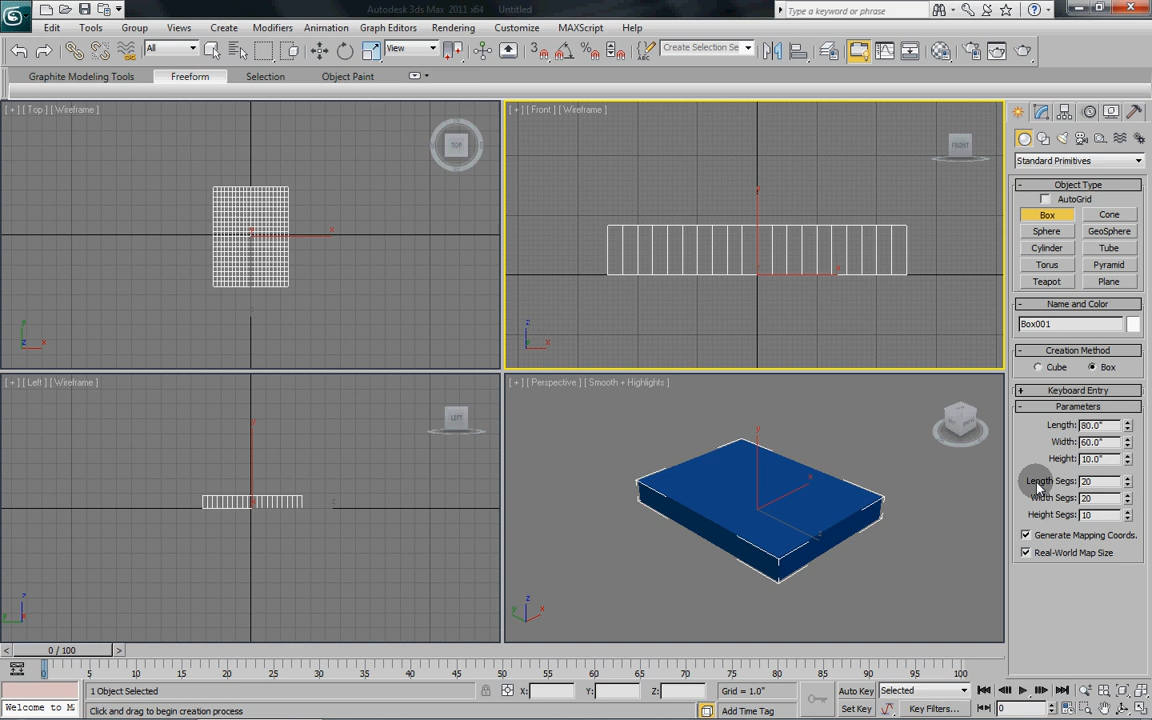 Autodesk 3ds Max 2011 x64 Untitled
Type a keyword or phrase
Edit Tools Group Views Create Modifiers Animation Graph Editors Rendering Customize MAXScript Help
All View 3 Create Selection Se
Graphite Modeling Tools Freeform Selection Object Paint
[ + ] [ Top ] [ Wireframe ]
TOP
[ + ] [ Front ] [ Wireframe ]
FRONT
[ + ] [ Left ] [ Wireframe ]
LEFT
[ + ] [ Perspective ] [ Smooth + Highlights ]
Standard Primitives
- Object Type
AutoGrid
Box Cone
Sphere GeoSphere
Cylinder Tube
Torus Pyramid
Teapot Plane
- Name and Color
Box001
- Creation Method
Cube Box
+ Keyboard Entry
- Parameters
Length: 80.0"
Width: 60.0"
Height: 10.0"
Length Segs: 20
Width Segs: 20
Height Segs: 10
Generate Mapping Coords.
Real-World Map Size
< 0 / 100 >
0 5 10 15 20 25 30 35 40 45 50 55 60 65 70 75 80 85 90 95 100
1 Object Selected X: Y: Z: Grid = 1.0" Auto Key Selected
Welcome to M Click and drag to begin creation process Add Time Tag Set Key Key Filters... 0